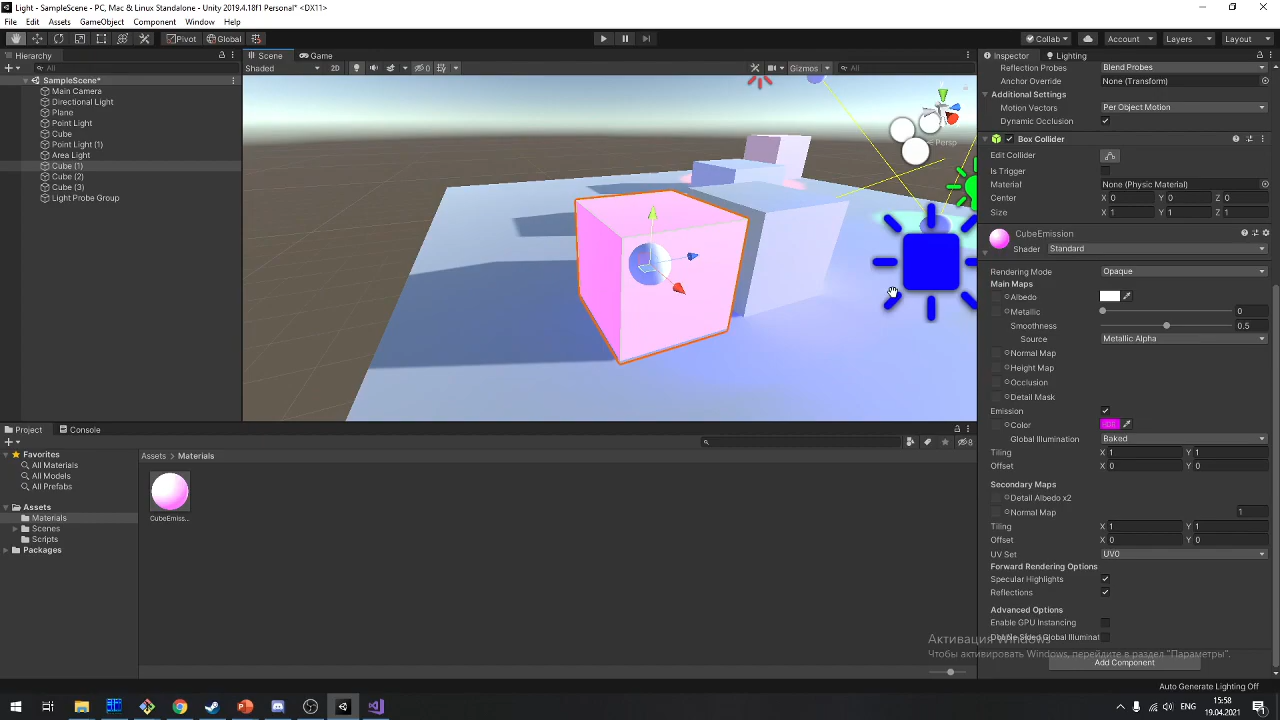 Light - SampleScene - PC, Mac & Linux Standalone - Unity 2019.4.18f1 Personal* <DX11>
File Edit Assets GameObject Component Window Help
Pivot Global Collab Account Layers Layout
Hierarchy
All
SampleScene*
Main Camera
Directional Light
Plane
Point Light
Cube
Point Light (1)
Area Light
Cube (1)
Cube (2)
Cube (3)
Light Probe Group
Scene Game
Shaded 2D 0 Gizmos All
Persp
Inspector Lighting
Reflection Probes Blend Probes
Anchor Override None (Transform)
Additional Settings
Motion Vectors Per Object Motion
Dynamic Occlusion
Box Collider
Edit Collider
Is Trigger
Material None (Physic Material)
Center X 0 Y 0 Z 0
Size X 1 Y 1 Z 1
CubeEmission
Shader Standard
Rendering Mode Opaque
Main Maps
Albedo
Metallic 0
Smoothness 0.5
Source Metallic Alpha
Normal Map
Height Map
Occlusion
Detail Mask
Emission
Color HDR
Global Illumination Baked
Tiling X 1 Y 1
Offset X 0 Y 0
Secondary Maps
Detail Albedo x2
Normal Map 1
Tiling X 1 Y 1
Offset X 0 Y 0
UV Set UV0
Forward Rendering Options
Specular Highlights
Reflections
Advanced Options
Enable GPU Instancing
Double Sided Global Illuminat
Add Component
Project Console
8
Favorites
All Materials
All Models
All Prefabs
Assets
Materials
Scenes
Scripts
Packages
Assets Materials
CubeEmiss...
Активация Windows
Чтобы активировать Windows, перейдите в раздел "Параметры".
Auto Generate Lighting Off
15:58
19.04.2021